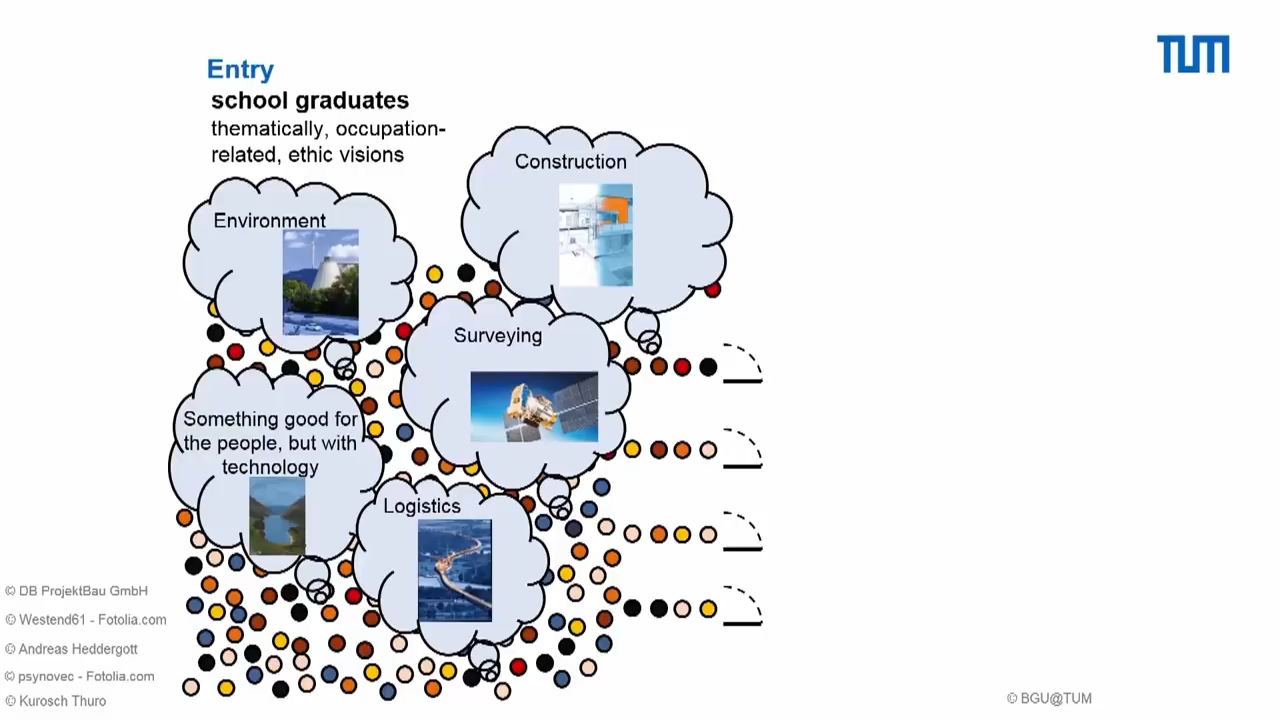 TUM
Entry
school graduates
thematically, occupation-
related, ethic visions
Construction
Environment
Surveying
Something good for
the people, but with
technology
Logistics
© DB ProjektBau GmbH
© Westend61 - Fotolia.com
© Andreas Heddergott
© psynovec - Fotolia.com
© Kurosch Thuro
© BGU@TUM